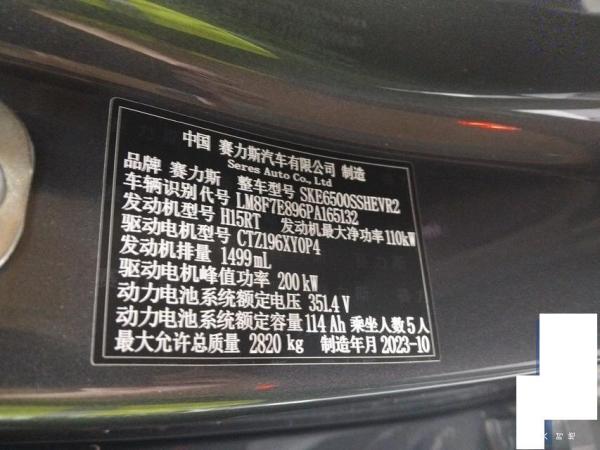 中国 赛力斯汽车有限公司 制造
Seres Auto Co., Ltd
品牌 赛力斯 整车型号 SKE6500SSHEVR2
车辆识别代号 LM8F7E896PA165132
发动机型号 H15RT 发动机最大净功率 110kW
驱动电机型号 CTZ196XY0P4
发动机排量 1499mL
驱动电机峰值功率 200kW
动力电池系统额定电压 351.4V
动力电池系统额定容量 114Ah 乘坐人数 5人
最大允许总质量 2820 kg 制造年月 2023-10